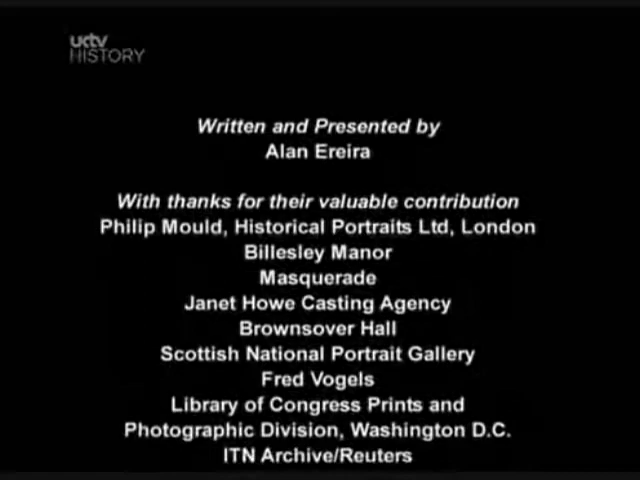 uktv
HISTORY
Written and Presented by
Alan Ereira
With thanks for their valuable contribution
Philip Mould, Historical Portraits Ltd, London
Billesley Manor
Masquerade
Janet Howe Casting Agency
Brownsover Hall
Scottish National Portrait Gallery
Fred Vogels
Library of Congress Prints and
Photographic Division, Washington D.C.
ITN Archive/Reuters